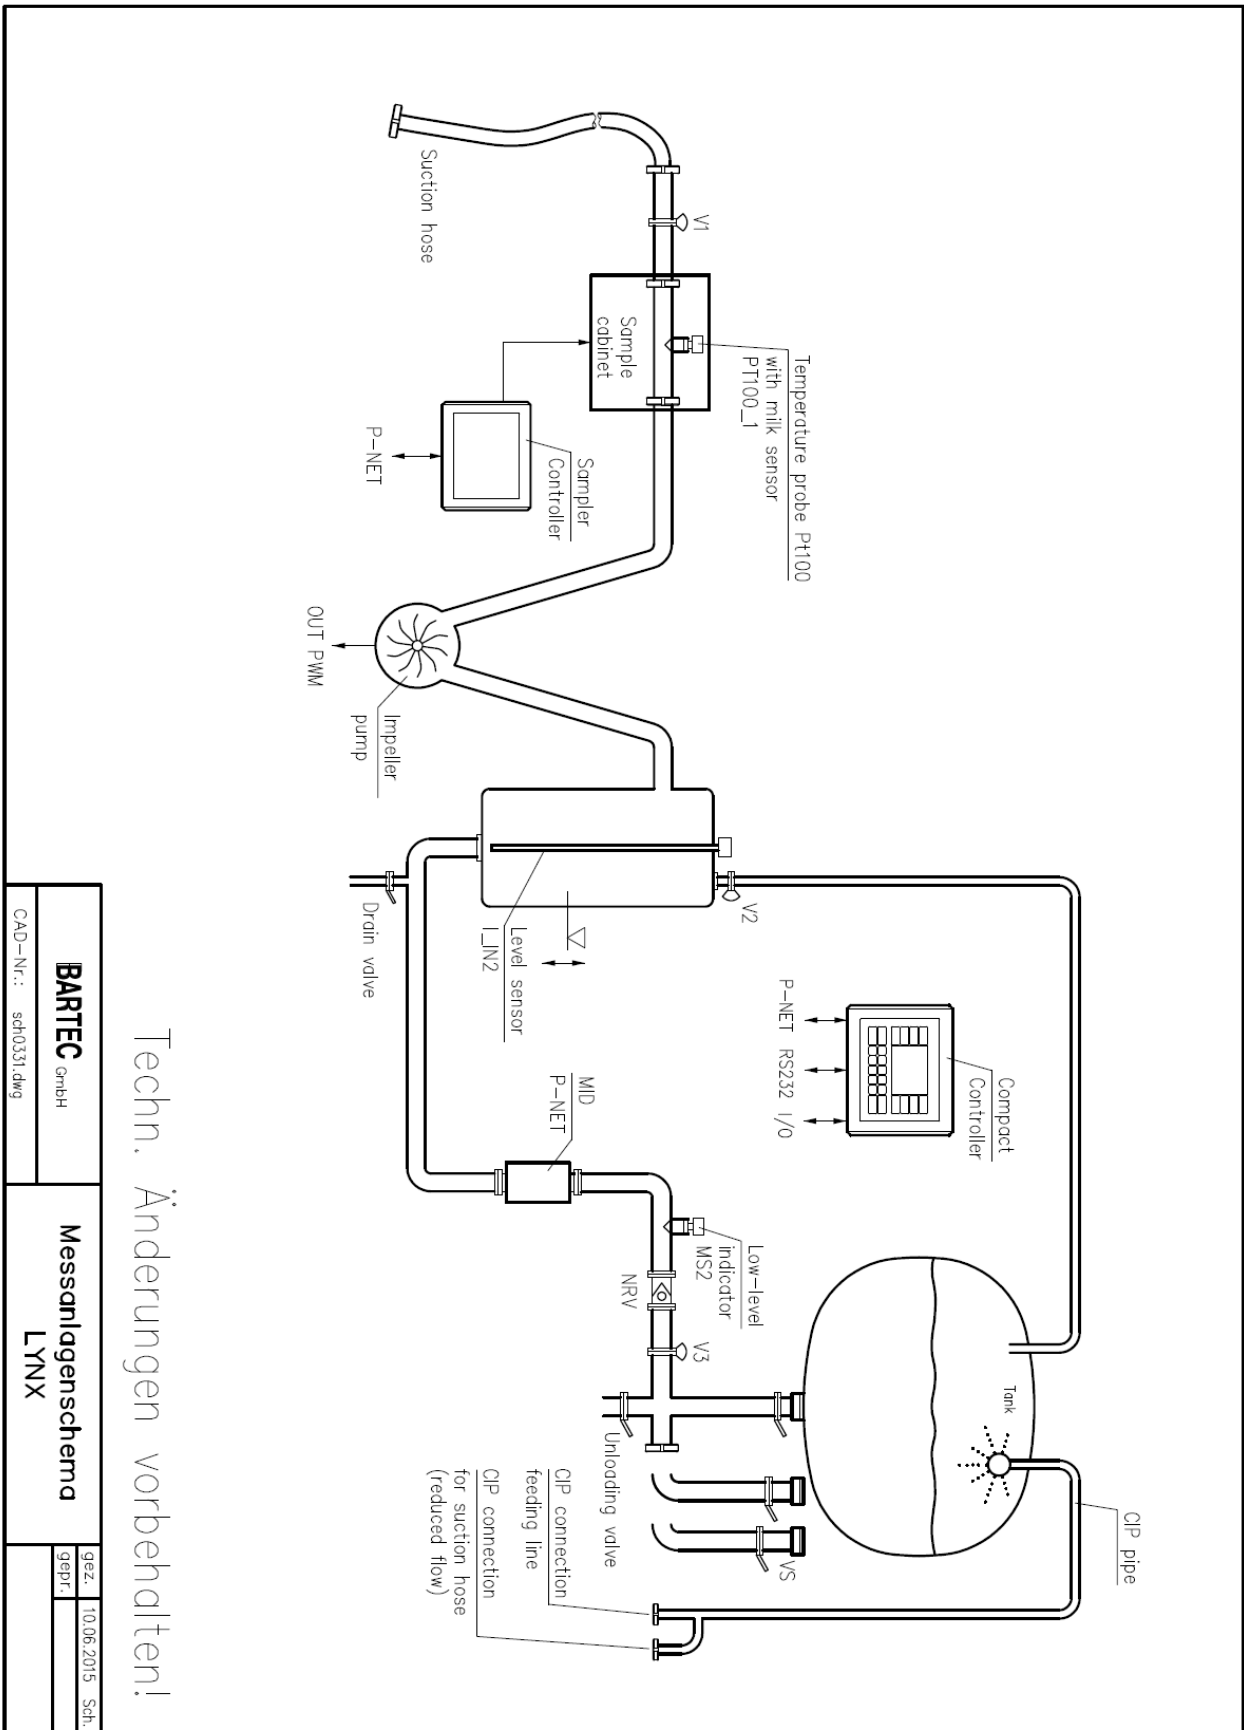 Suction hose
V1
Sample
cabinet
Temperature probe Pt100
with milk sensor
PT100_1
Sampler
Controller
P-NET
OUT PWM
Impeller
pump
Level sensor
I_IN2
Drain valve
V2
Compact
Controller
P-NET RS232 I/O
MID
P-NET
Low-level
indicator
MS2
NRV
V3
Tank
CIP pipe
Unloading valve
VS
CIP connection
feeding line
CIP connection
for suction hose
(reduced flow)
Techn. Änderungen vorbehalten!
BARTEC GmbH
CAD-Nr.: sch0331.dwg
Messanlagenschema
LYNX
gez. 10.06.2015 Sch.
gepr.